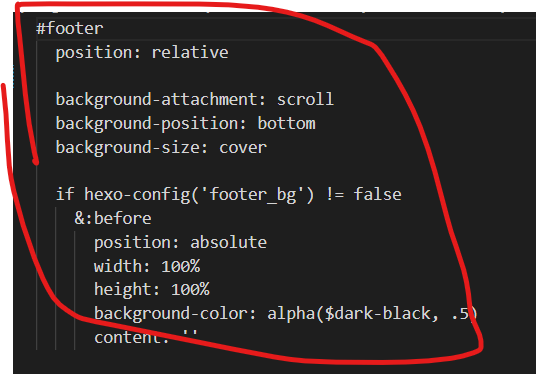 #footer
position: relative
background-attachment: scroll
background-position: bottom
background-size: cover
if hexo-config('footer_bg') != false
&:before
position: absolute
width: 100%
height: 100%
background-color: alpha($dark-black, .5)
content: ''